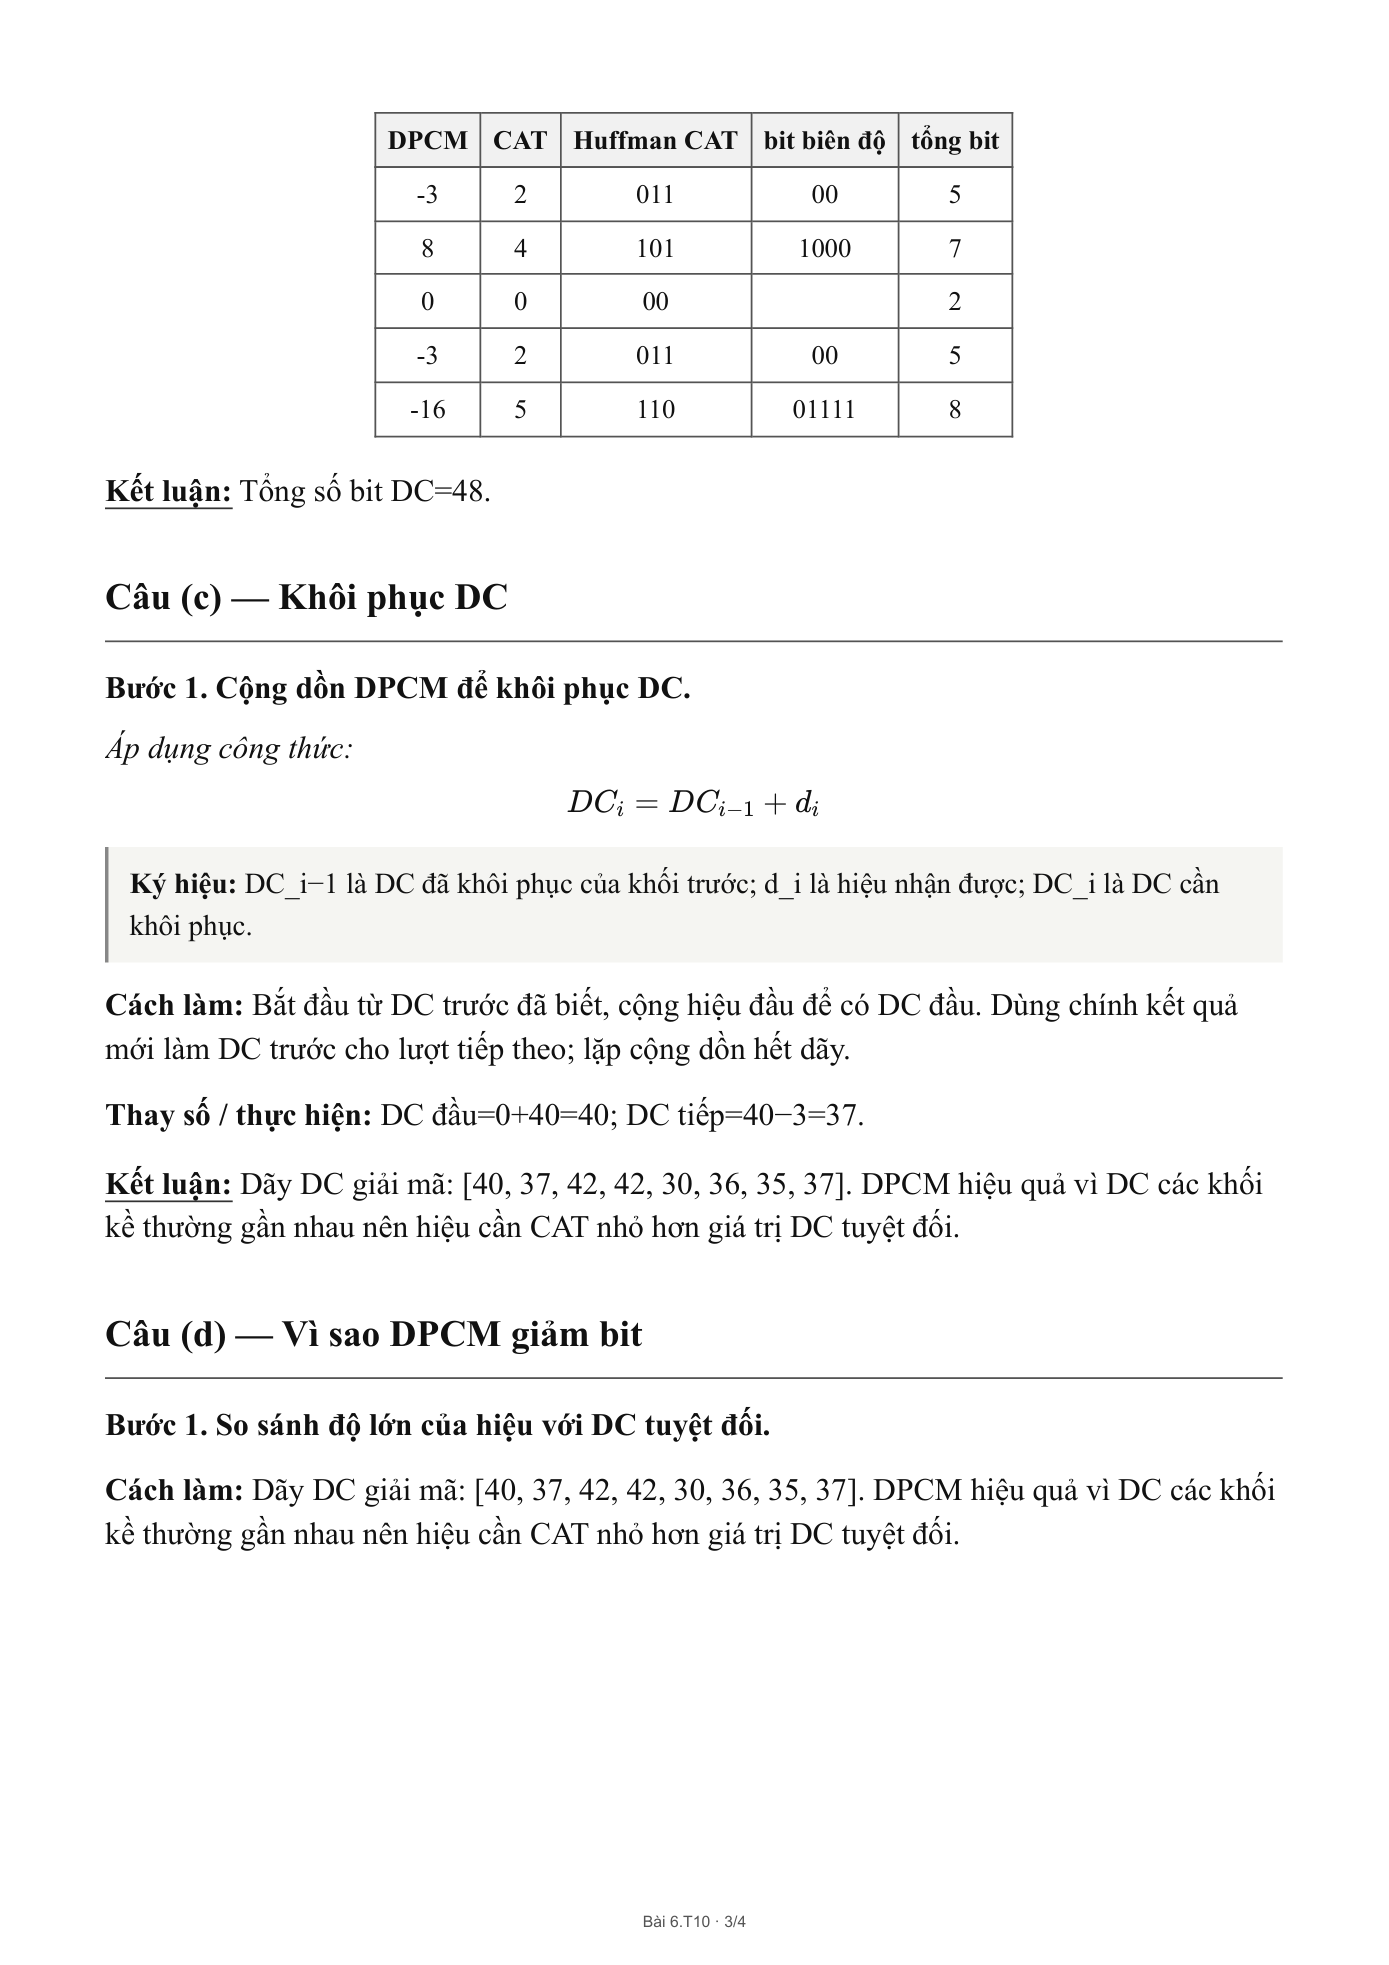 DPCM CAT Huffman CAT bit biên độ tổng bit
-3 2 011 00 5
8 4 101 1000 7
0 0 00 2
-3 2 011 00 5
-16 5 110 01111 8
Kết luận: Tổng số bit DC=48.
Câu (c) — Khôi phục DC
Bước 1. Cộng dồn DPCM để khôi phục DC.
Áp dụng công thức:
DCᵢ = DCᵢ₋₁ + dᵢ
Ký hiệu: DC_i−1 là DC đã khôi phục của khối trước; d_i là hiệu nhận được; DC_i là DC cần
khôi phục.
Cách làm: Bắt đầu từ DC trước đã biết, cộng hiệu đầu để có DC đầu. Dùng chính kết quả
mới làm DC trước cho lượt tiếp theo; lặp cộng dồn hết dãy.
Thay số / thực hiện: DC đầu=0+40=40; DC tiếp=40−3=37.
Kết luận: Dãy DC giải mã: [40, 37, 42, 42, 30, 36, 35, 37]. DPCM hiệu quả vì DC các khối
kề thường gần nhau nên hiệu cần CAT nhỏ hơn giá trị DC tuyệt đối.
Câu (d) — Vì sao DPCM giảm bit
Bước 1. So sánh độ lớn của hiệu với DC tuyệt đối.
Cách làm: Dãy DC giải mã: [40, 37, 42, 42, 30, 36, 35, 37]. DPCM hiệu quả vì DC các khối
kề thường gần nhau nên hiệu cần CAT nhỏ hơn giá trị DC tuyệt đối.
Bài 6.T10 · 3/4